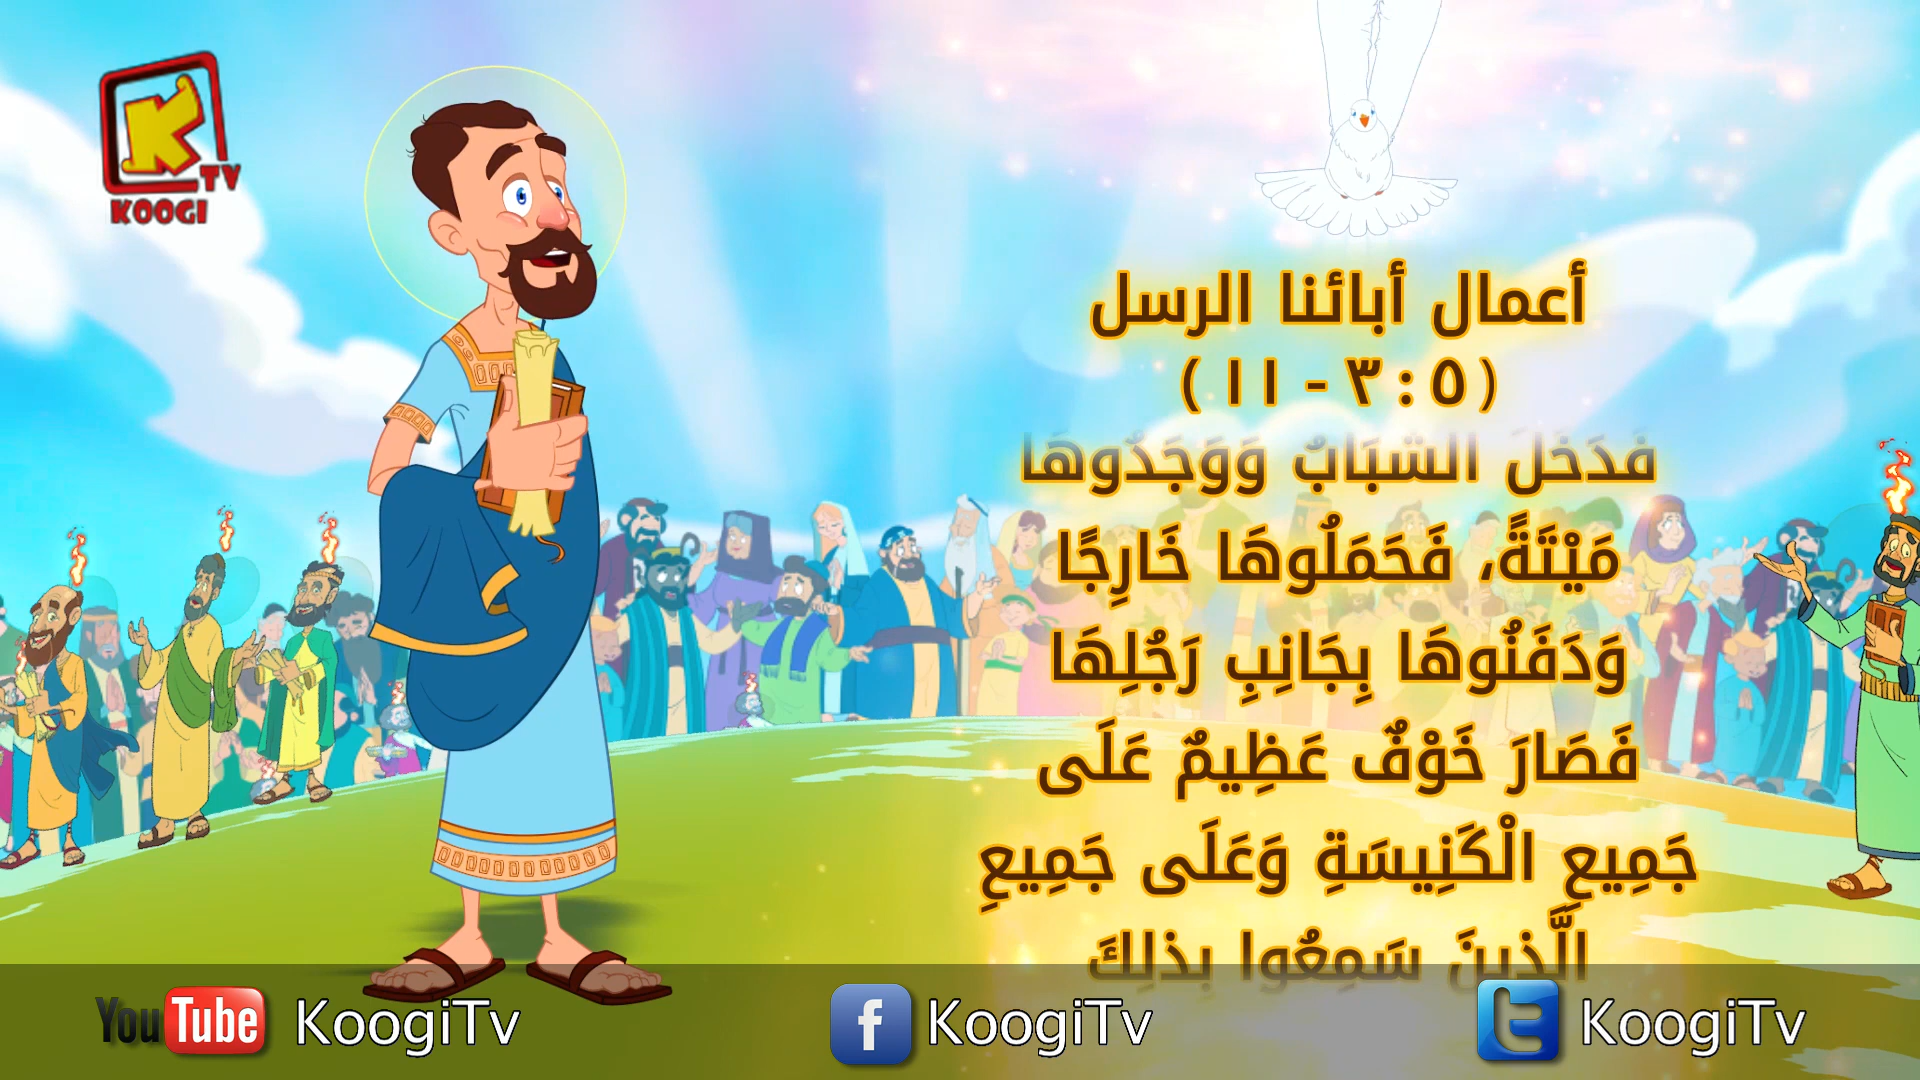 K TV
KOOGI
أعمال أبائنا الرسل
(٥ : ٣ - ١١)
فَدَخَلَ الشَّبَابُ وَوَجَدُوهَا
مَيْتَةً، فَحَمَلُوهَا خَارِجًا
وَدَفَنُوهَا بِجَانِبِ رَجُلِهَا
فَصَارَ خَوْفٌ عَظِيمٌ عَلَى
جَمِيعِ الْكَنِيسَةِ وَعَلَى جَمِيعِ
الَّذِينَ سَمِعُوا بِذلِكَ
YouTube KoogiTv
f KoogiTv
t KoogiTv